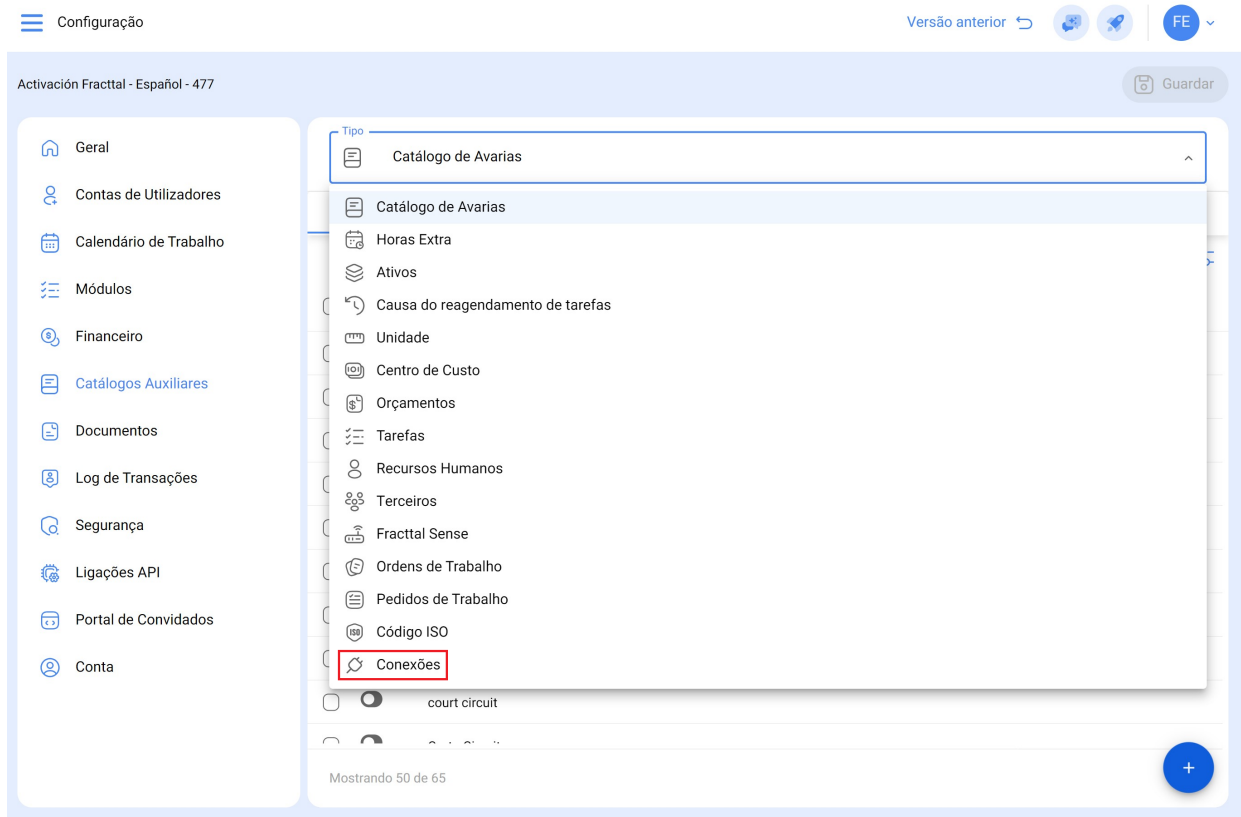 Configuração
Versão anterior
FE
Activación Fracttal - Español - 477
Guardar
Geral
Contas de Utilizadores
Calendário de Trabalho
Módulos
Financeiro
Catálogos Auxiliares
Documentos
Log de Transações
Segurança
Ligações API
Portal de Convidados
Conta
Tipo
Catálogo de Avarias
Catálogo de Avarias
Horas Extra
Ativos
Causa do reagendamento de tarefas
Unidade
Centro de Custo
Orçamentos
Tarefas
Recursos Humanos
Terceiros
Fracttal Sense
Ordens de Trabalho
Pedidos de Trabalho
ISO
Código ISO
Conexões
court circuit
Mostrando 50 de 65